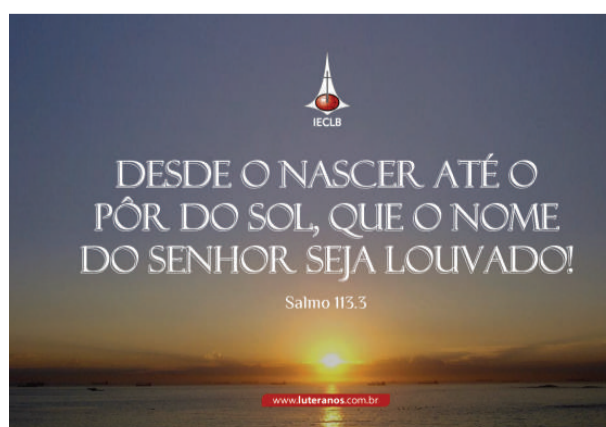 IECLB
DESDE O NASCER ATÉ O
PÔR DO SOL, QUE O NOME
DO SENHOR SEJA LOUVADO!
Salmo 113.3
www.luteranos.com.br